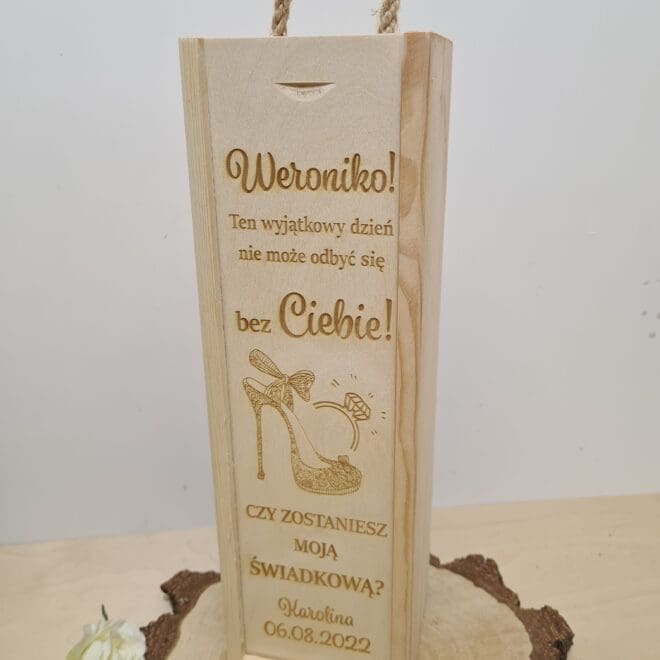 Weroniko!
Ten wyjątkowy dzień
nie może odbyć się
bez Ciebie!
CZY ZOSTANIESZ
MOJĄ
ŚWIADKOWĄ?
Karolina
06.08.2022